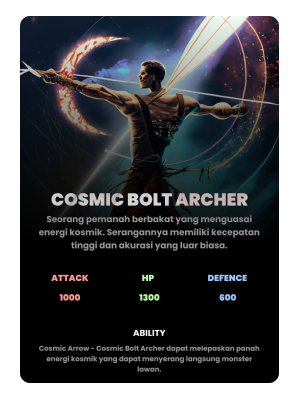 COSMIC BOLT ARCHER
Seorang pemanah berbakat yang menguasai
energi kosmik. Serangannya memiliki kecepatan
tinggi dan akurasi yang luar biasa.
ATTACK HP DEFENCE
1000 1300 600
ABILITY
Cosmic Arrow - Cosmic Bolt Archer dapat melepaskan panah
energi kosmik yang dapat menyerang langsung monster
lawan.